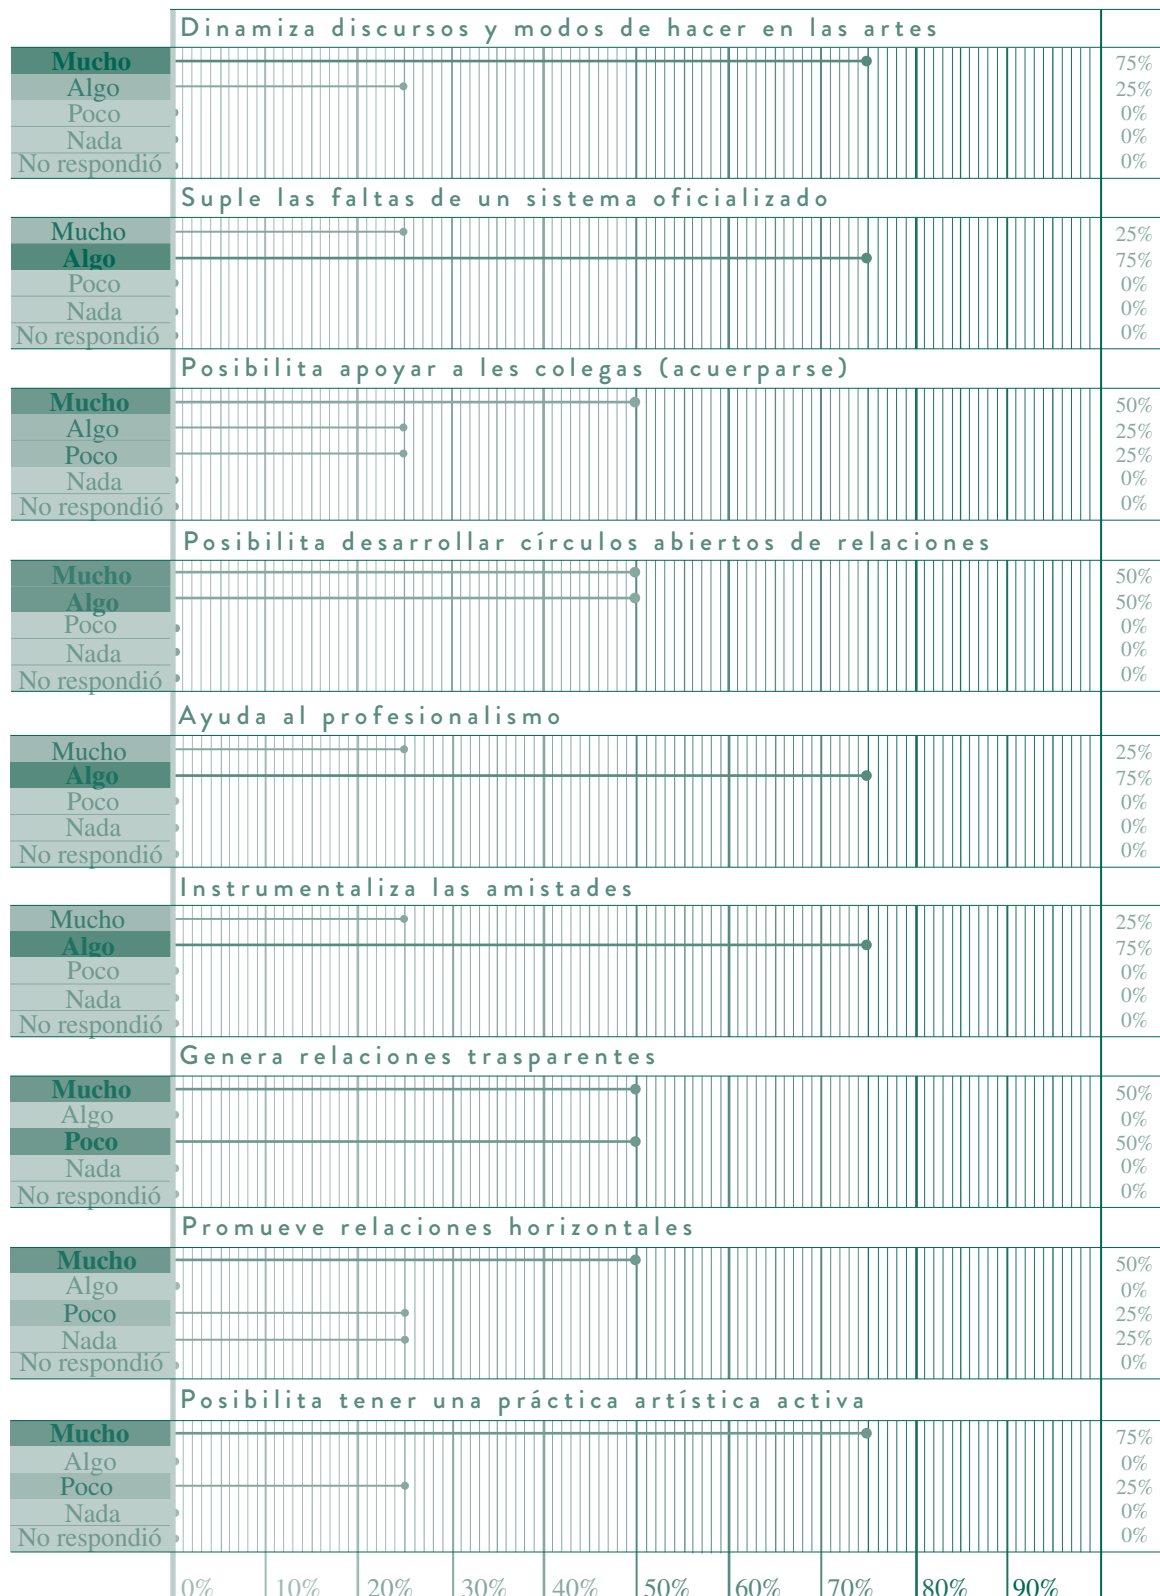 Dinamiza discursos y modos de hacer en las artes
Mucho 75%
Algo 25%
Poco 0%
Nada 0%
No respondió 0%
Suple las faltas de un sistema oficializado
Mucho 25%
Algo 75%
Poco 0%
Nada 0%
No respondió 0%
Posibilita apoyar a les colegas (acuerparse)
Mucho 50%
Algo 25%
Poco 25%
Nada 0%
No respondió 0%
Posibilita desarrollar círculos abiertos de relaciones
Mucho 50%
Algo 50%
Poco 0%
Nada 0%
No respondió 0%
Ayuda al profesionalismo
Mucho 25%
Algo 75%
Poco 0%
Nada 0%
No respondió 0%
Instrumentaliza las amistades
Mucho 25%
Algo 75%
Poco 0%
Nada 0%
No respondió 0%
Genera relaciones trasparentes
Mucho 50%
Algo 0%
Poco 50%
Nada 0%
No respondió 0%
Promueve relaciones horizontales
Mucho 50%
Algo 0%
Poco 25%
Nada 25%
No respondió 0%
Posibilita tener una práctica artística activa
Mucho 75%
Algo 0%
Poco 25%
Nada 0%
No respondió 0%
0% 10% 20% 30% 40% 50% 60% 70% 80% 90%